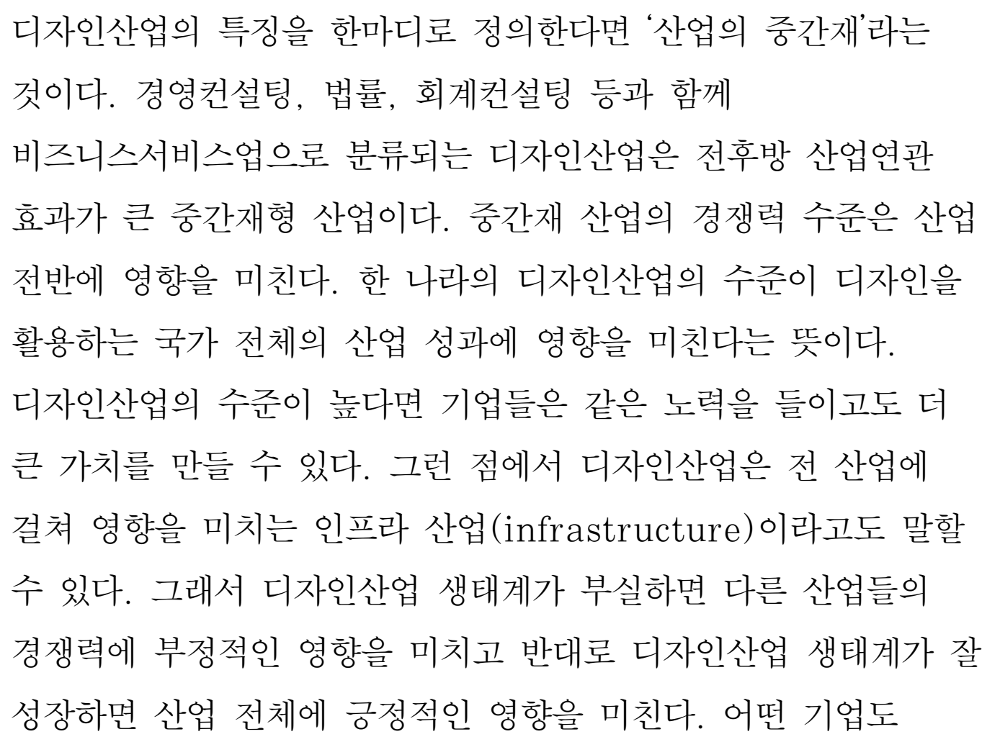 디자인산업의 특징을 한마디로 정의한다면 ‘산업의 중간재’라는
것이다. 경영컨설팅, 법률, 회계컨설팅 등과 함께
비즈니스서비스업으로 분류되는 디자인산업은 전후방 산업연관
효과가 큰 중간재형 산업이다. 중간재 산업의 경쟁력 수준은 산업
전반에 영향을 미친다. 한 나라의 디자인산업의 수준이 디자인을
활용하는 국가 전체의 산업 성과에 영향을 미친다는 뜻이다.
디자인산업의 수준이 높다면 기업들은 같은 노력을 들이고도 더
큰 가치를 만들 수 있다. 그런 점에서 디자인산업은 전 산업에
걸쳐 영향을 미치는 인프라 산업(infrastructure)이라고도 말할
수 있다. 그래서 디자인산업 생태계가 부실하면 다른 산업들의
경쟁력에 부정적인 영향을 미치고 반대로 디자인산업 생태계가 잘
성장하면 산업 전체에 긍정적인 영향을 미친다. 어떤 기업도